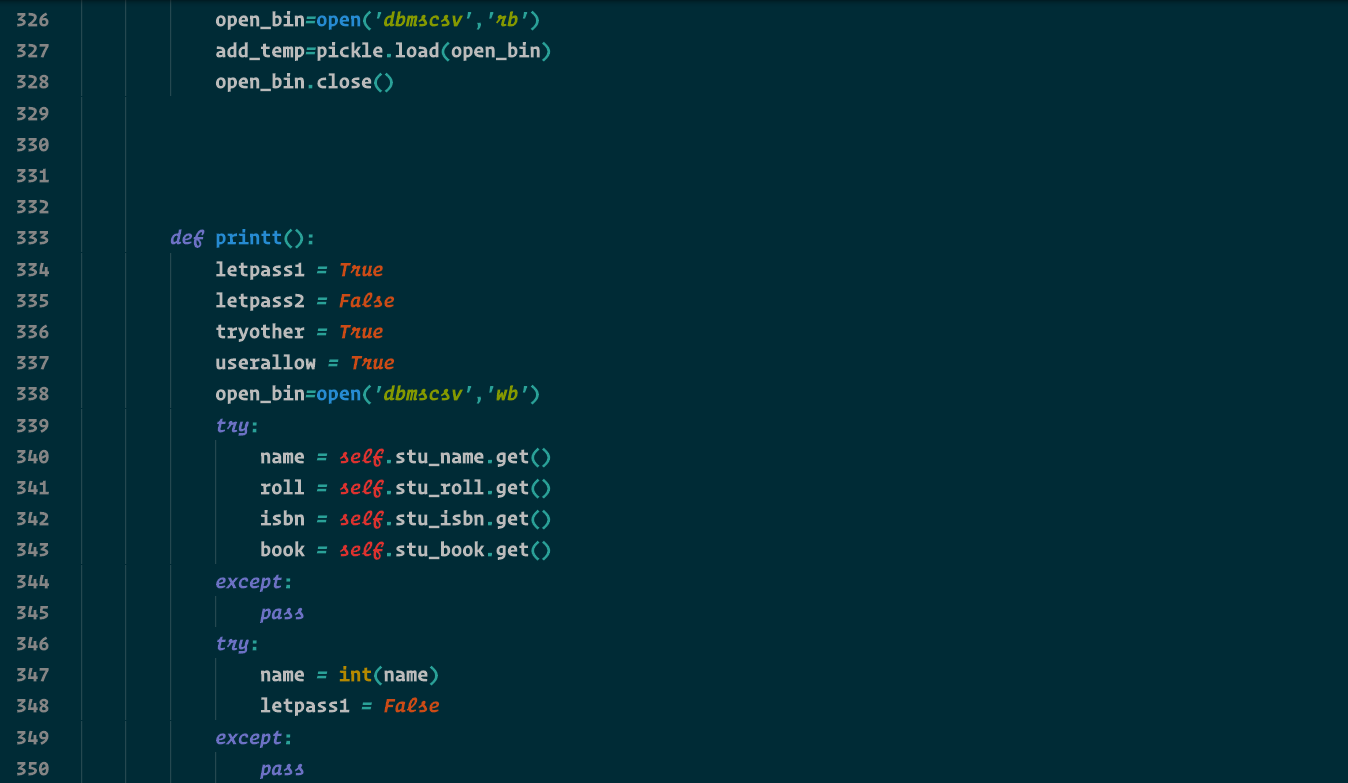 326 open_bin=open('dbmscsv','rb')
327 add_temp=pickle.load(open_bin)
328 open_bin.close()
329
330
331
332
333 def printt():
334 letpass1 = True
335 letpass2 = False
336 tryother = True
337 userallow = True
338 open_bin=open('dbmscsv','wb')
339 try:
340 name = self.stu_name.get()
341 roll = self.stu_roll.get()
342 isbn = self.stu_isbn.get()
343 book = self.stu_book.get()
344 except:
345 pass
346 try:
347 name = int(name)
348 letpass1 = False
349 except:
350 pass